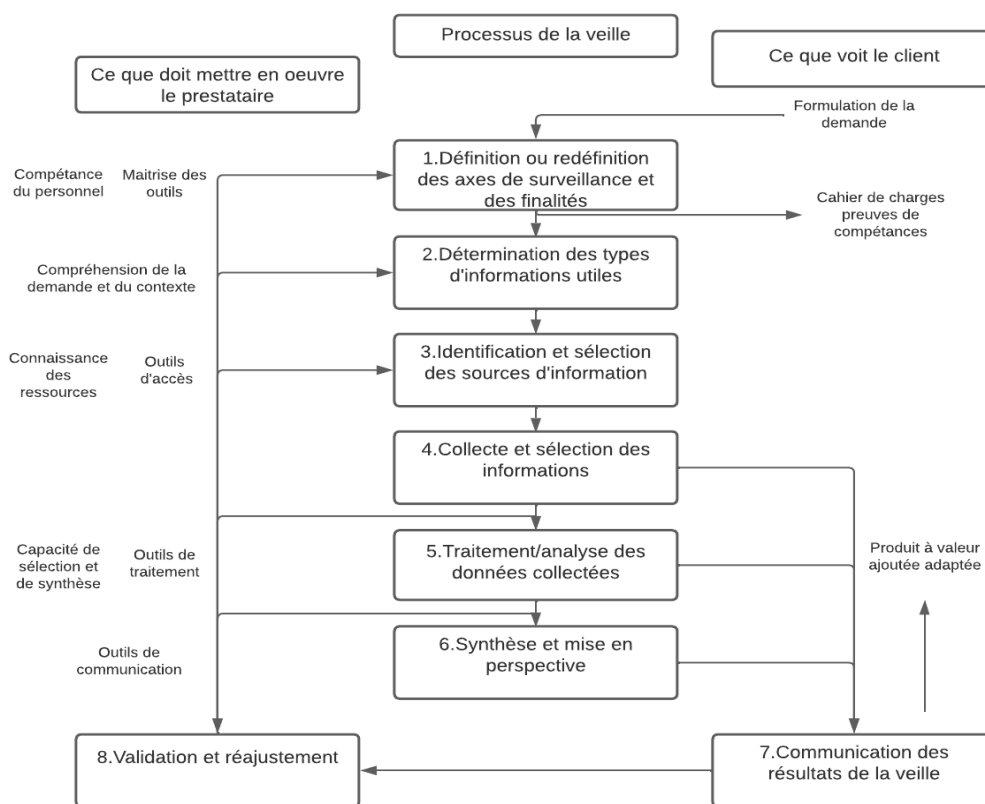 Processus de la veille
Ce que voit le client
Ce que doit mettre en oeuvre
le prestataire
Formulation de la
demande
Compétance
du personnel
Maitrise des
outils
1.Définition ou redéfinition
des axes de surveillance et
des finalités
Cahier de charges
preuves de
compétances
Compréhension de la
demande et du contexte
2.Détermination des types
d'informations utiles
Connaissance
des
ressources
Outils
d'accès
3.Identification et sélection
des sources d'information
4.Collecte et sélection des
informations
Capacité de
sélection et
de synthèse
Outils de
traitement
5.Traitement/analyse des
données collectées
Produit à valeur
ajoutée adaptée
Outils de
communication
6.Synthèse et mise en
perspective
8.Validation et réajustement
7.Communication des
résultats de la veille